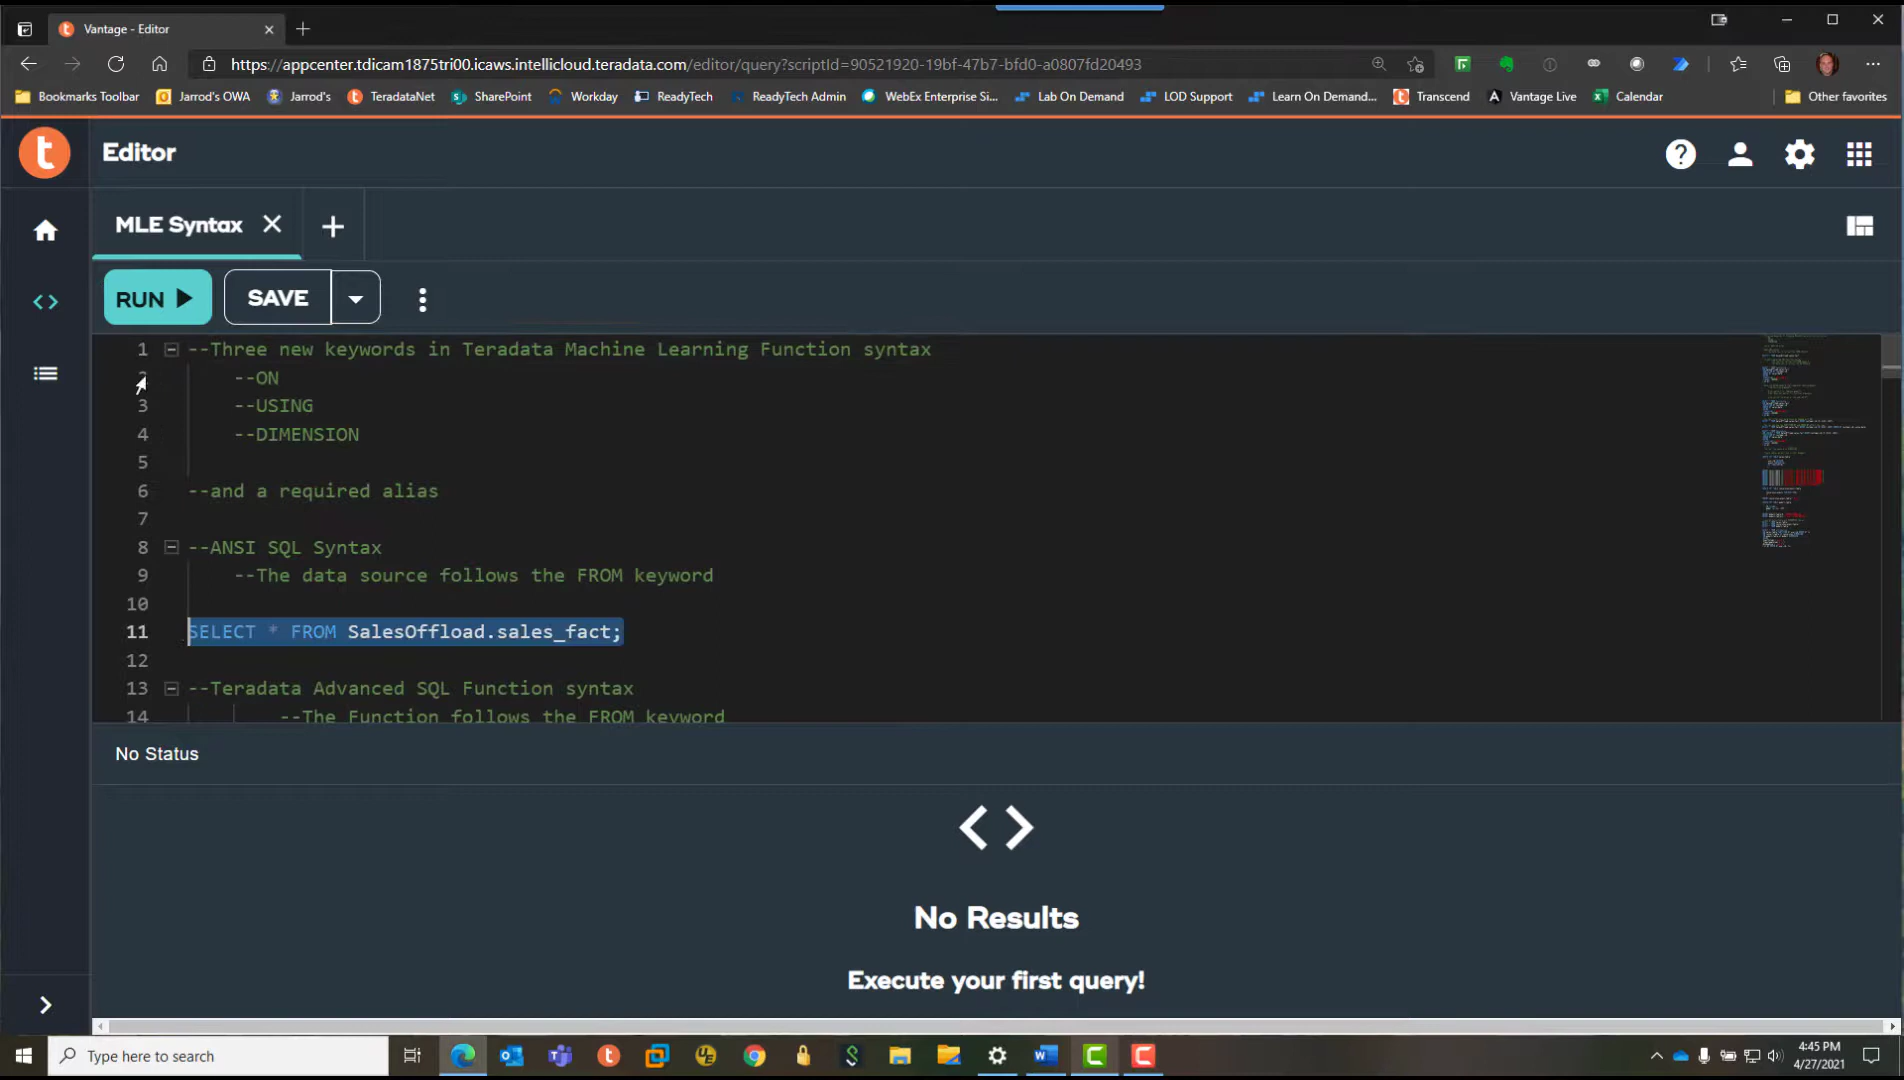 Vantage - Editor
https://appcenter.tdicam1875tri00.icaws.intellicloud.teradata.com/editor/query?scriptId=90521920-19bf-47b7-bfd0-a0807fd20493
Bookmarks Toolbar Jarrod's OWA Jarrod's TeradataNet SharePoint Workday ReadyTech ReadyTech Admin WebEx Enterprise Si... Lab On Demand LOD Support Learn On Demand... Transcend Vantage Live Calendar Other favorites
t Editor
MLE Syntax
RUN SAVE
1 --Three new keywords in Teradata Machine Learning Function syntax
2 --ON
3 --USING
4 --DIMENSION
5
6 --and a required alias
7
8 --ANSI SQL Syntax
9 --The data source follows the FROM keyword
10
11 SELECT * FROM SalesOffload.sales_fact;
12
13 --Teradata Advanced SQL Function syntax
14 --The Function follows the FROM keyword
No Status
No Results
Execute your first query!
Type here to search
4:45 PM
4/27/2021